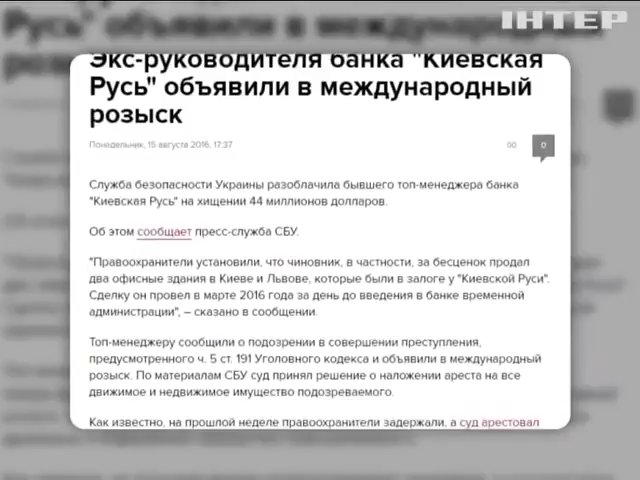 ІНТЕР
Русь" объявили в международный
Экс-руководителя банка "Киевская
Русь" объявили в международный
розыск
Понедельник, 15 августа 2016, 17:37
00
0
Служба безопасности Украины разоблачила бывшего топ-менеджера банка
"Киевская Русь" на хищении 44 миллионов долларов.
Об этом сообщает пресс-служба СБУ.
"Правоохранители установили, что чиновник, в частности, за бесценок продал
два офисные здания в Киеве и Львове, которые были в залоге у "Киевской Руси".
Сделку он провел в марте 2016 года за день до введения в банке временной
администрации", – сказано в сообщении.
Топ-менеджеру сообщили о подозрении в совершении преступления,
предусмотренного ч. 5 ст. 191 Уголовного кодекса и объявили в международный
розыск. По материалам СБУ суд принял решение о наложении ареста на все
движимое и недвижимое имущество подозреваемого.
Как известно, на прошлой неделе правоохранители задержали, а суд арестовал